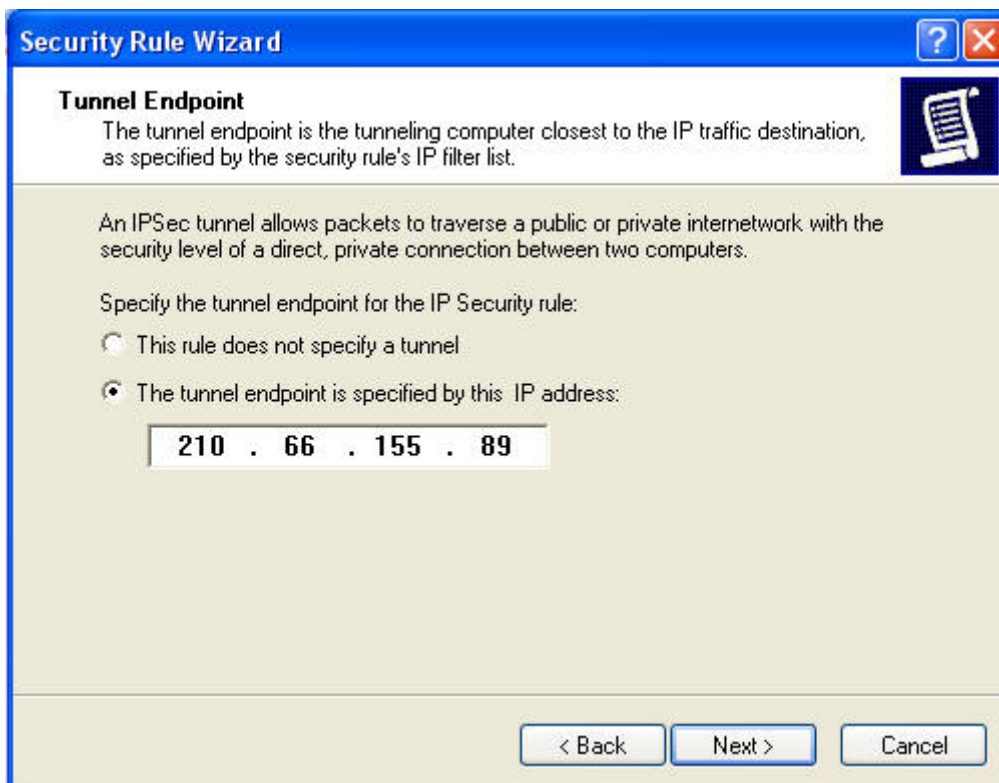 Security Rule Wizard
?
Tunnel Endpoint
The tunnel endpoint is the tunneling computer closest to the IP traffic destination,
as specified by the security rule's IP filter list.
An IPSec tunnel allows packets to traverse a public or private internetwork with the
security level of a direct, private connection between two computers.
Specify the tunnel endpoint for the IP Security rule:
This rule does not specify a tunnel
The tunnel endpoint is specified by this  IP address:
210 . 66 . 155 . 89
< Back
Next >
Cancel